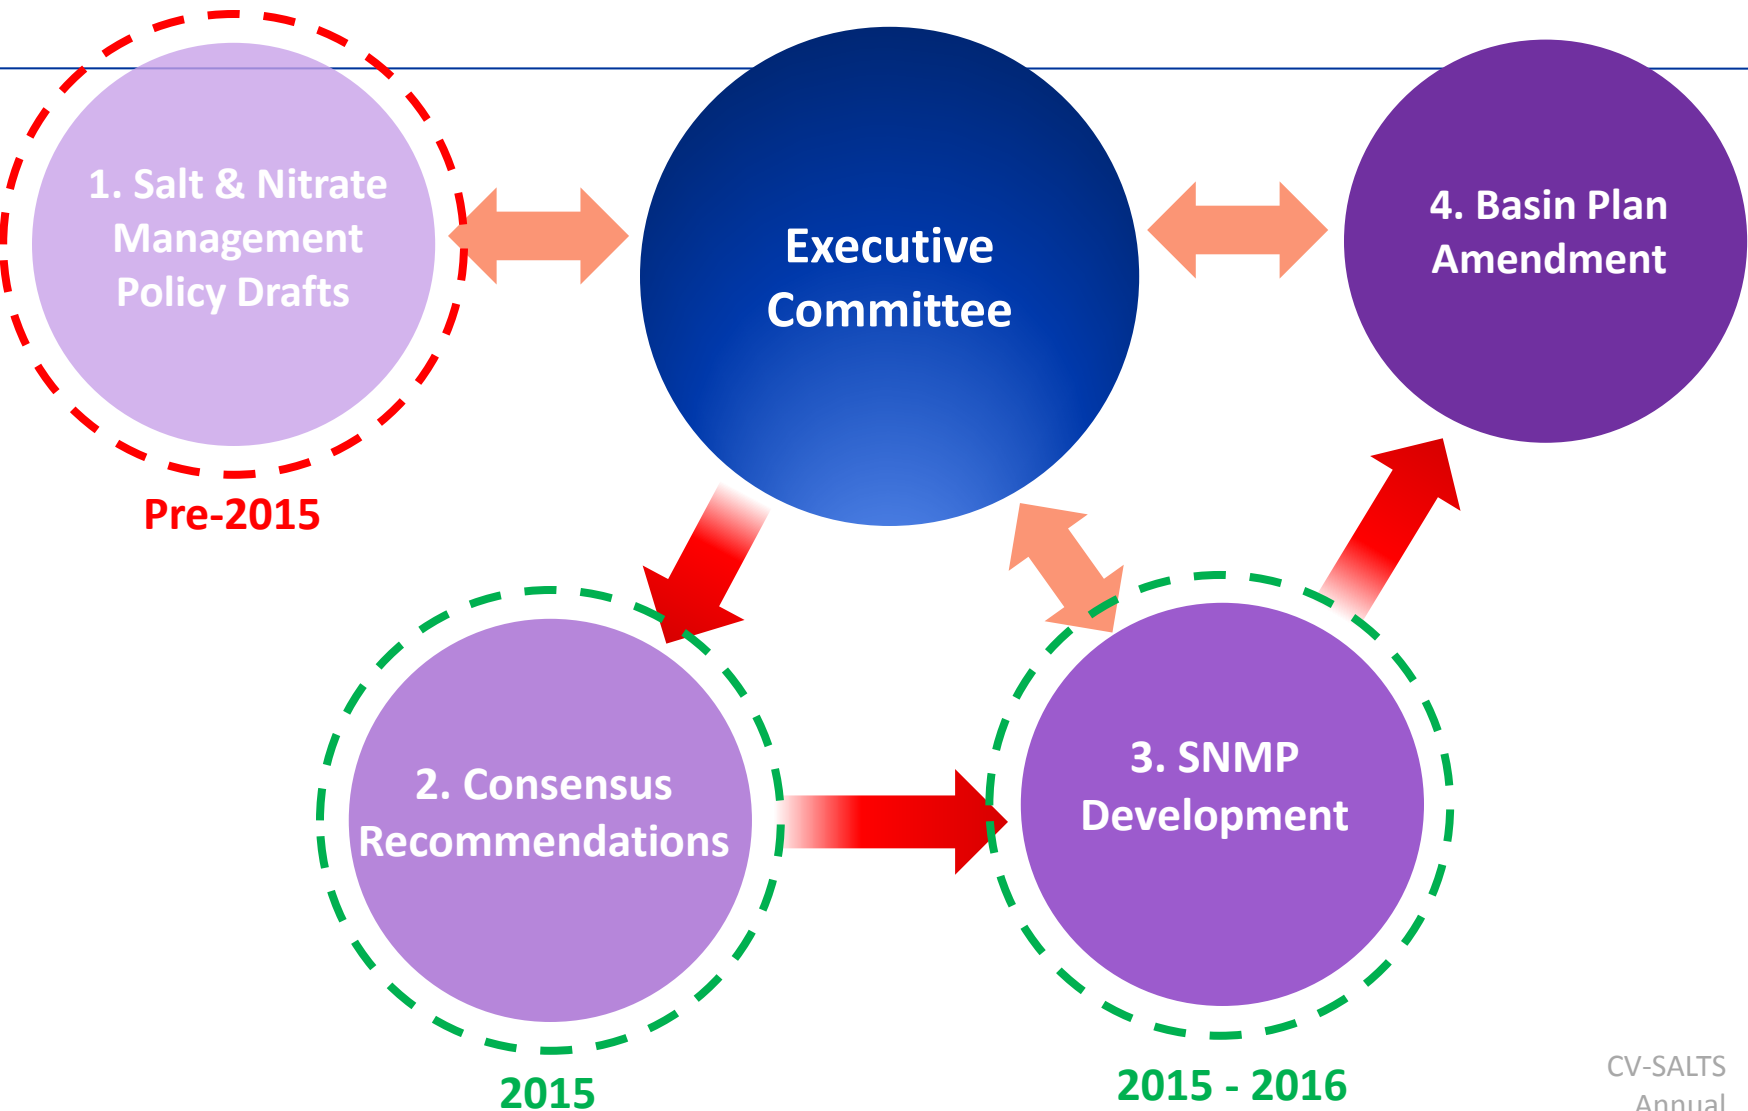 1. Salt & Nitrate
Management
Policy Drafts
Pre-2015
Executive
Committee
4. Basin Plan
Amendment
2. Consensus
Recommendations
2015
3. SNMP
Development
2015 - 2016
CV-SALTS
Annual